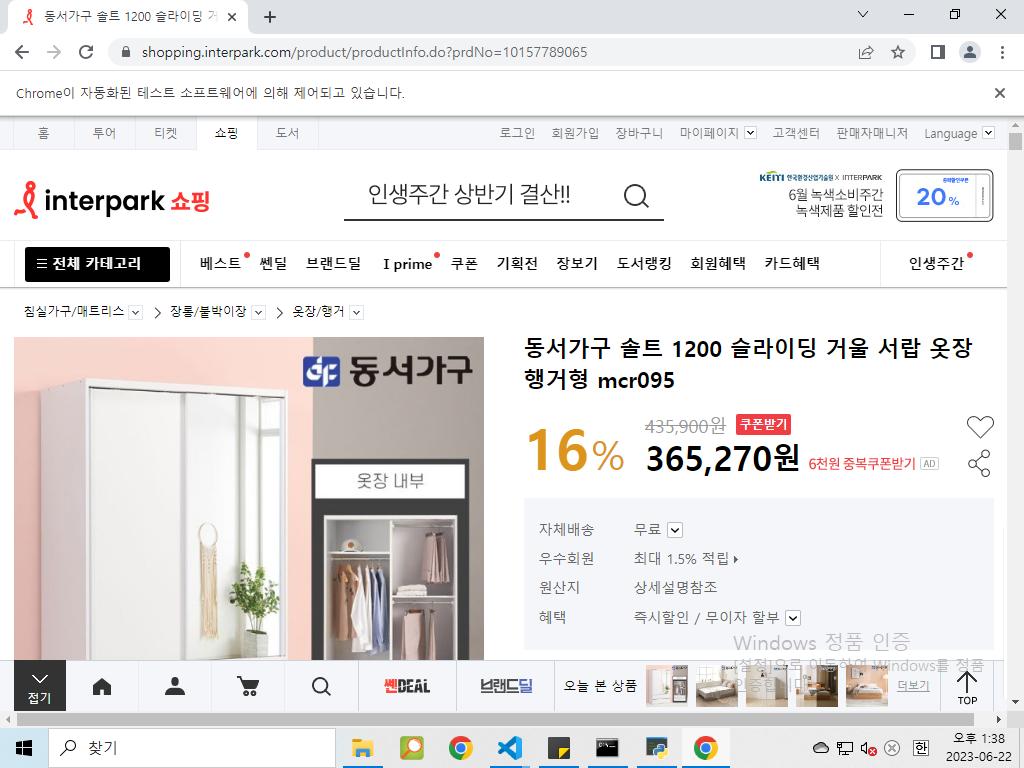 동서가구 솔트 1200 슬라이딩 거
shopping.interpark.com/product/productInfo.do?prdNo=10157789065
Chrome이 자동화된 테스트 소프트웨어에 의해 제어되고 있습니다.
홈 투어 티켓 쇼핑 도서 로그인 회원가입 장바구니 마이페이지 고객센터 판매자매니저 Language
interpark 쇼핑
인생주간 상반기 결산!!
KEITI 한국환경산업기술원 X INTERPARK
6월 녹색소비주간
녹색제품 할인전
중복할인쿠폰
20%
전체 카테고리 베스트 쎈딜 브랜드딜 I prime 쿠폰 기획전 장보기 도서랭킹 회원혜택 카드혜택 인생주간
침실가구/매트리스 장롱/붙박이장 옷장/행거
동서가구
옷장 내부
동서가구 솔트 1200 슬라이딩 거울 서랍 옷장
행거형 mcr095
16%
435,900원 쿠폰받기
365,270원 6천원 중복쿠폰받기 AD
자체배송 무료
우수회원 최대 1.5% 적립
원산지 상세설명참조
혜택 즉시할인 / 무이자 할부
Windows 정품 인증
[설정]으로 이동하여 Windows를 정품
인증합니다.
접기
쎈DEAL
브랜드딜
오늘 본 상품
더보기
TOP
찾기
한
오후 1:38
2023-06-22